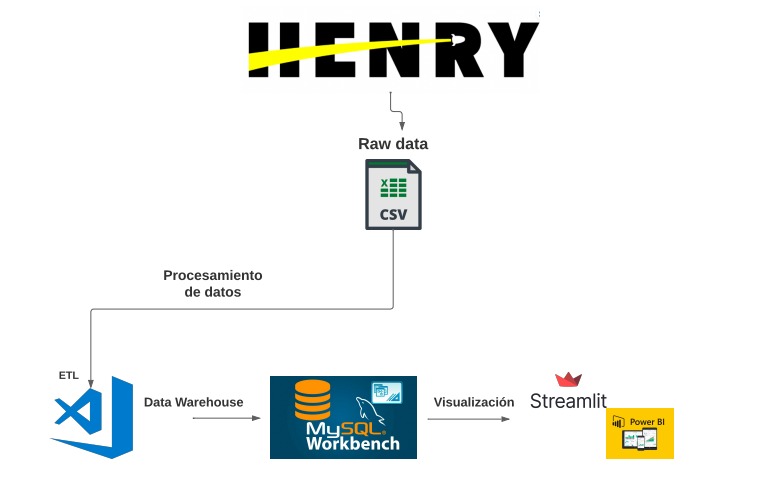 HENRY
Raw data
X
CSV
Procesamiento
de datos
ETL
Data Warehouse
MySQL®
Workbench
Visualización
Streamlit
Power BI